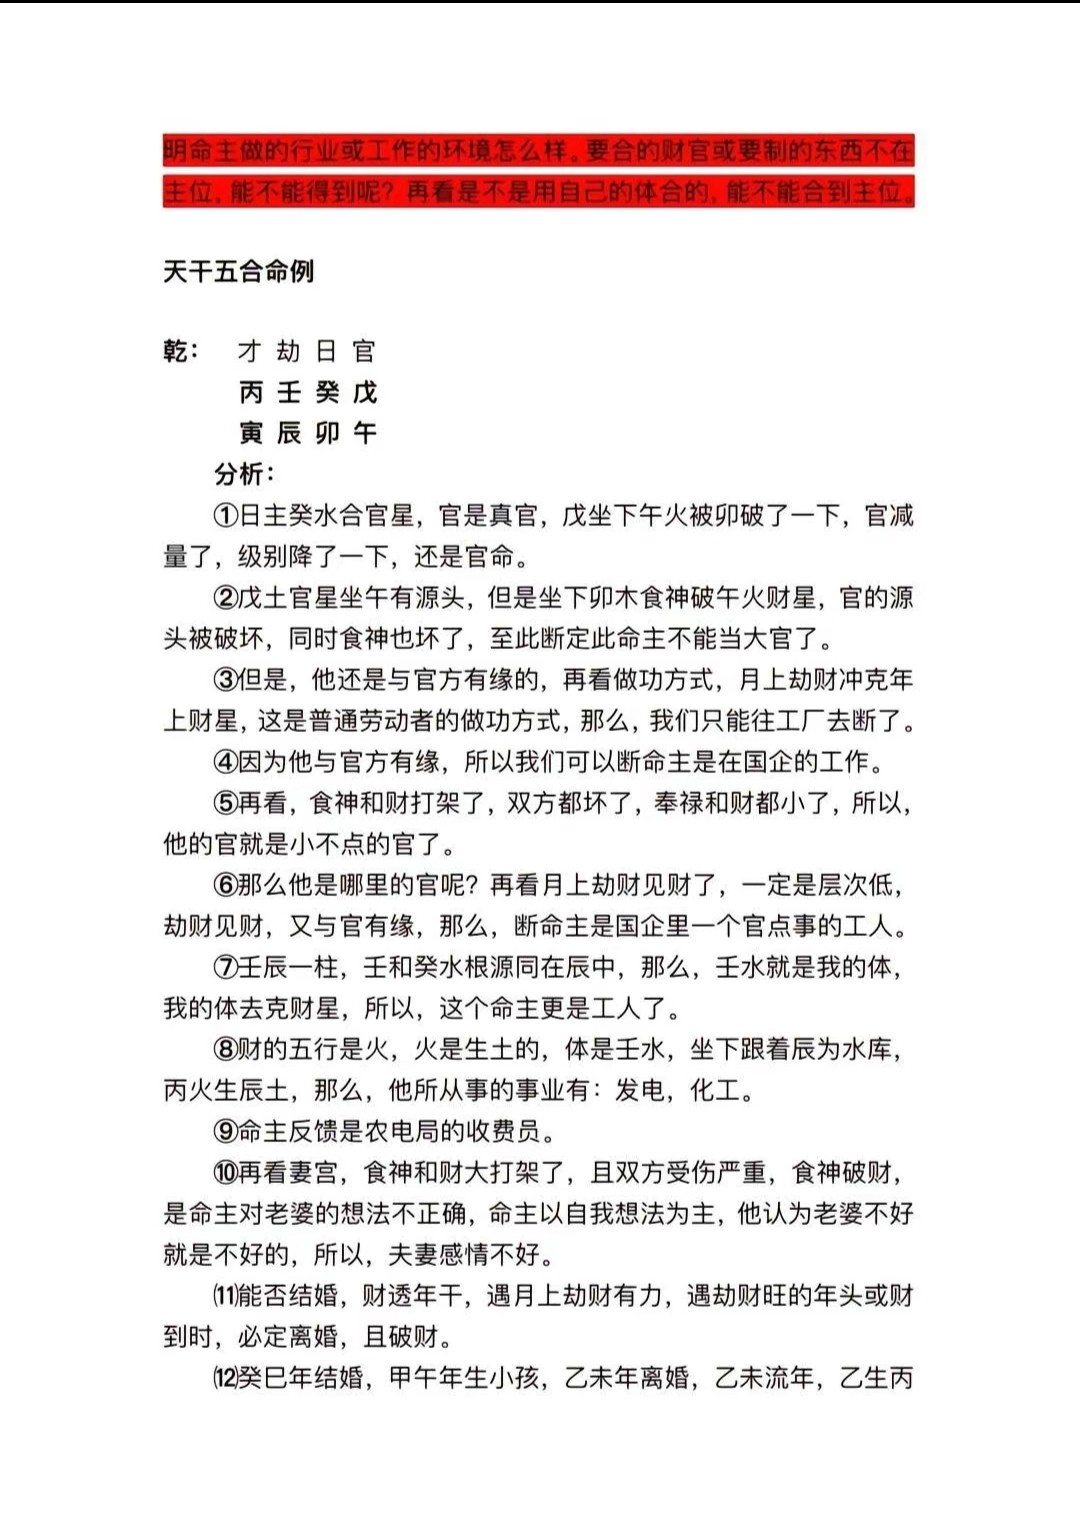 明命主做的行业或工作的环境怎么样。要合的财官或要制的东西不在
主位，能不能得到呢？再看是不是用自己的体合的，能不能合到主位。
天干五合命例
乾： 才 劫 日 官
丙 壬 癸 戊
寅 辰 卯 午
分析：
①日主癸水合官星，官是真官，戊坐下午火被卯破了一下，官减
量了，级别降了一下，还是官命。
②戊土官星坐午有源头，但是坐下卯木食神破午火财星，官的源
头被破坏，同时食神也坏了，至此断定此命主不能当大官了。
③但是，他还是与官方有缘的，再看做功方式，月上劫财冲克年
上财星，这是普通劳动者的做功方式，那么，我们只能往工厂去断了。
④因为他与官方有缘，所以我们可以断命主是在国企的工作。
⑤再看，食神和财打架了，双方都坏了，奉禄和财都小了，所以，
他的官就是小不点的官了。
⑥那么他是哪里的官呢？再看月上劫财见财了，一定是层次低，
劫财见财，又与官有缘，那么，断命主是国企里一个官点事的工人。
⑦壬辰一柱，壬和癸水根源同在辰中，那么，壬水就是我的体，
我的体去克财星，所以，这个命主更是工人了。
⑧财的五行是火，火是生土的，体是壬水，坐下跟着辰为水库，
丙火生辰土，那么，他所从事的事业有：发电，化工。
⑨命主反馈是农电局的收费员。
⑩再看妻宫，食神和财大打架了，且双方受伤严重，食神破财，
是命主对老婆的想法不正确，命主以自我想法为主，他认为老婆不好
就是不好的，所以，夫妻感情不好。
⑾能否结婚，财透年干，遇月上劫财有力，遇劫财旺的年头或财
到时，必定离婚，且破财。
⑿癸巳年结婚，甲午年生小孩，乙未年离婚，乙未流年，乙生丙